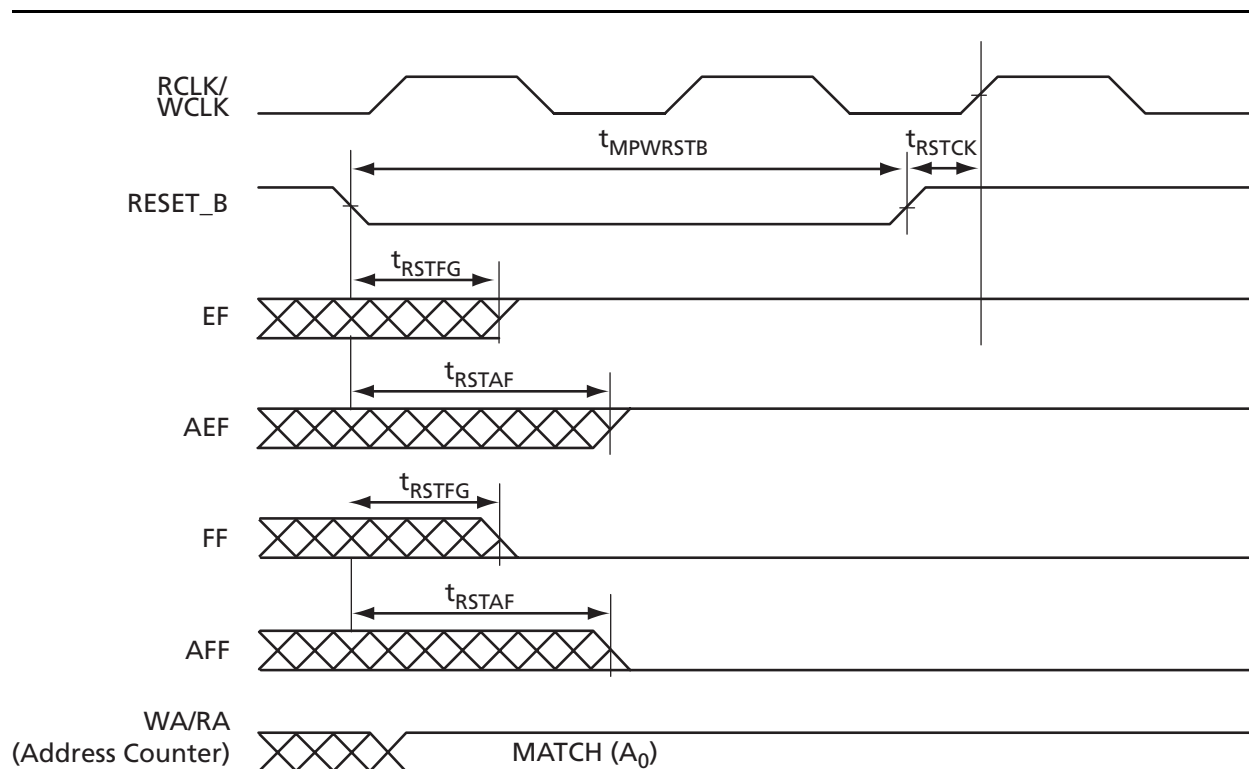 RCLK/
WCLK
tMPWRSTB
tRSTCK
RESET_B
tRSTFG
EF
tRSTAF
AEF
tRSTFG
FF
tRSTAF
AFF
WA/RA
(Address Counter)
MATCH (A0)